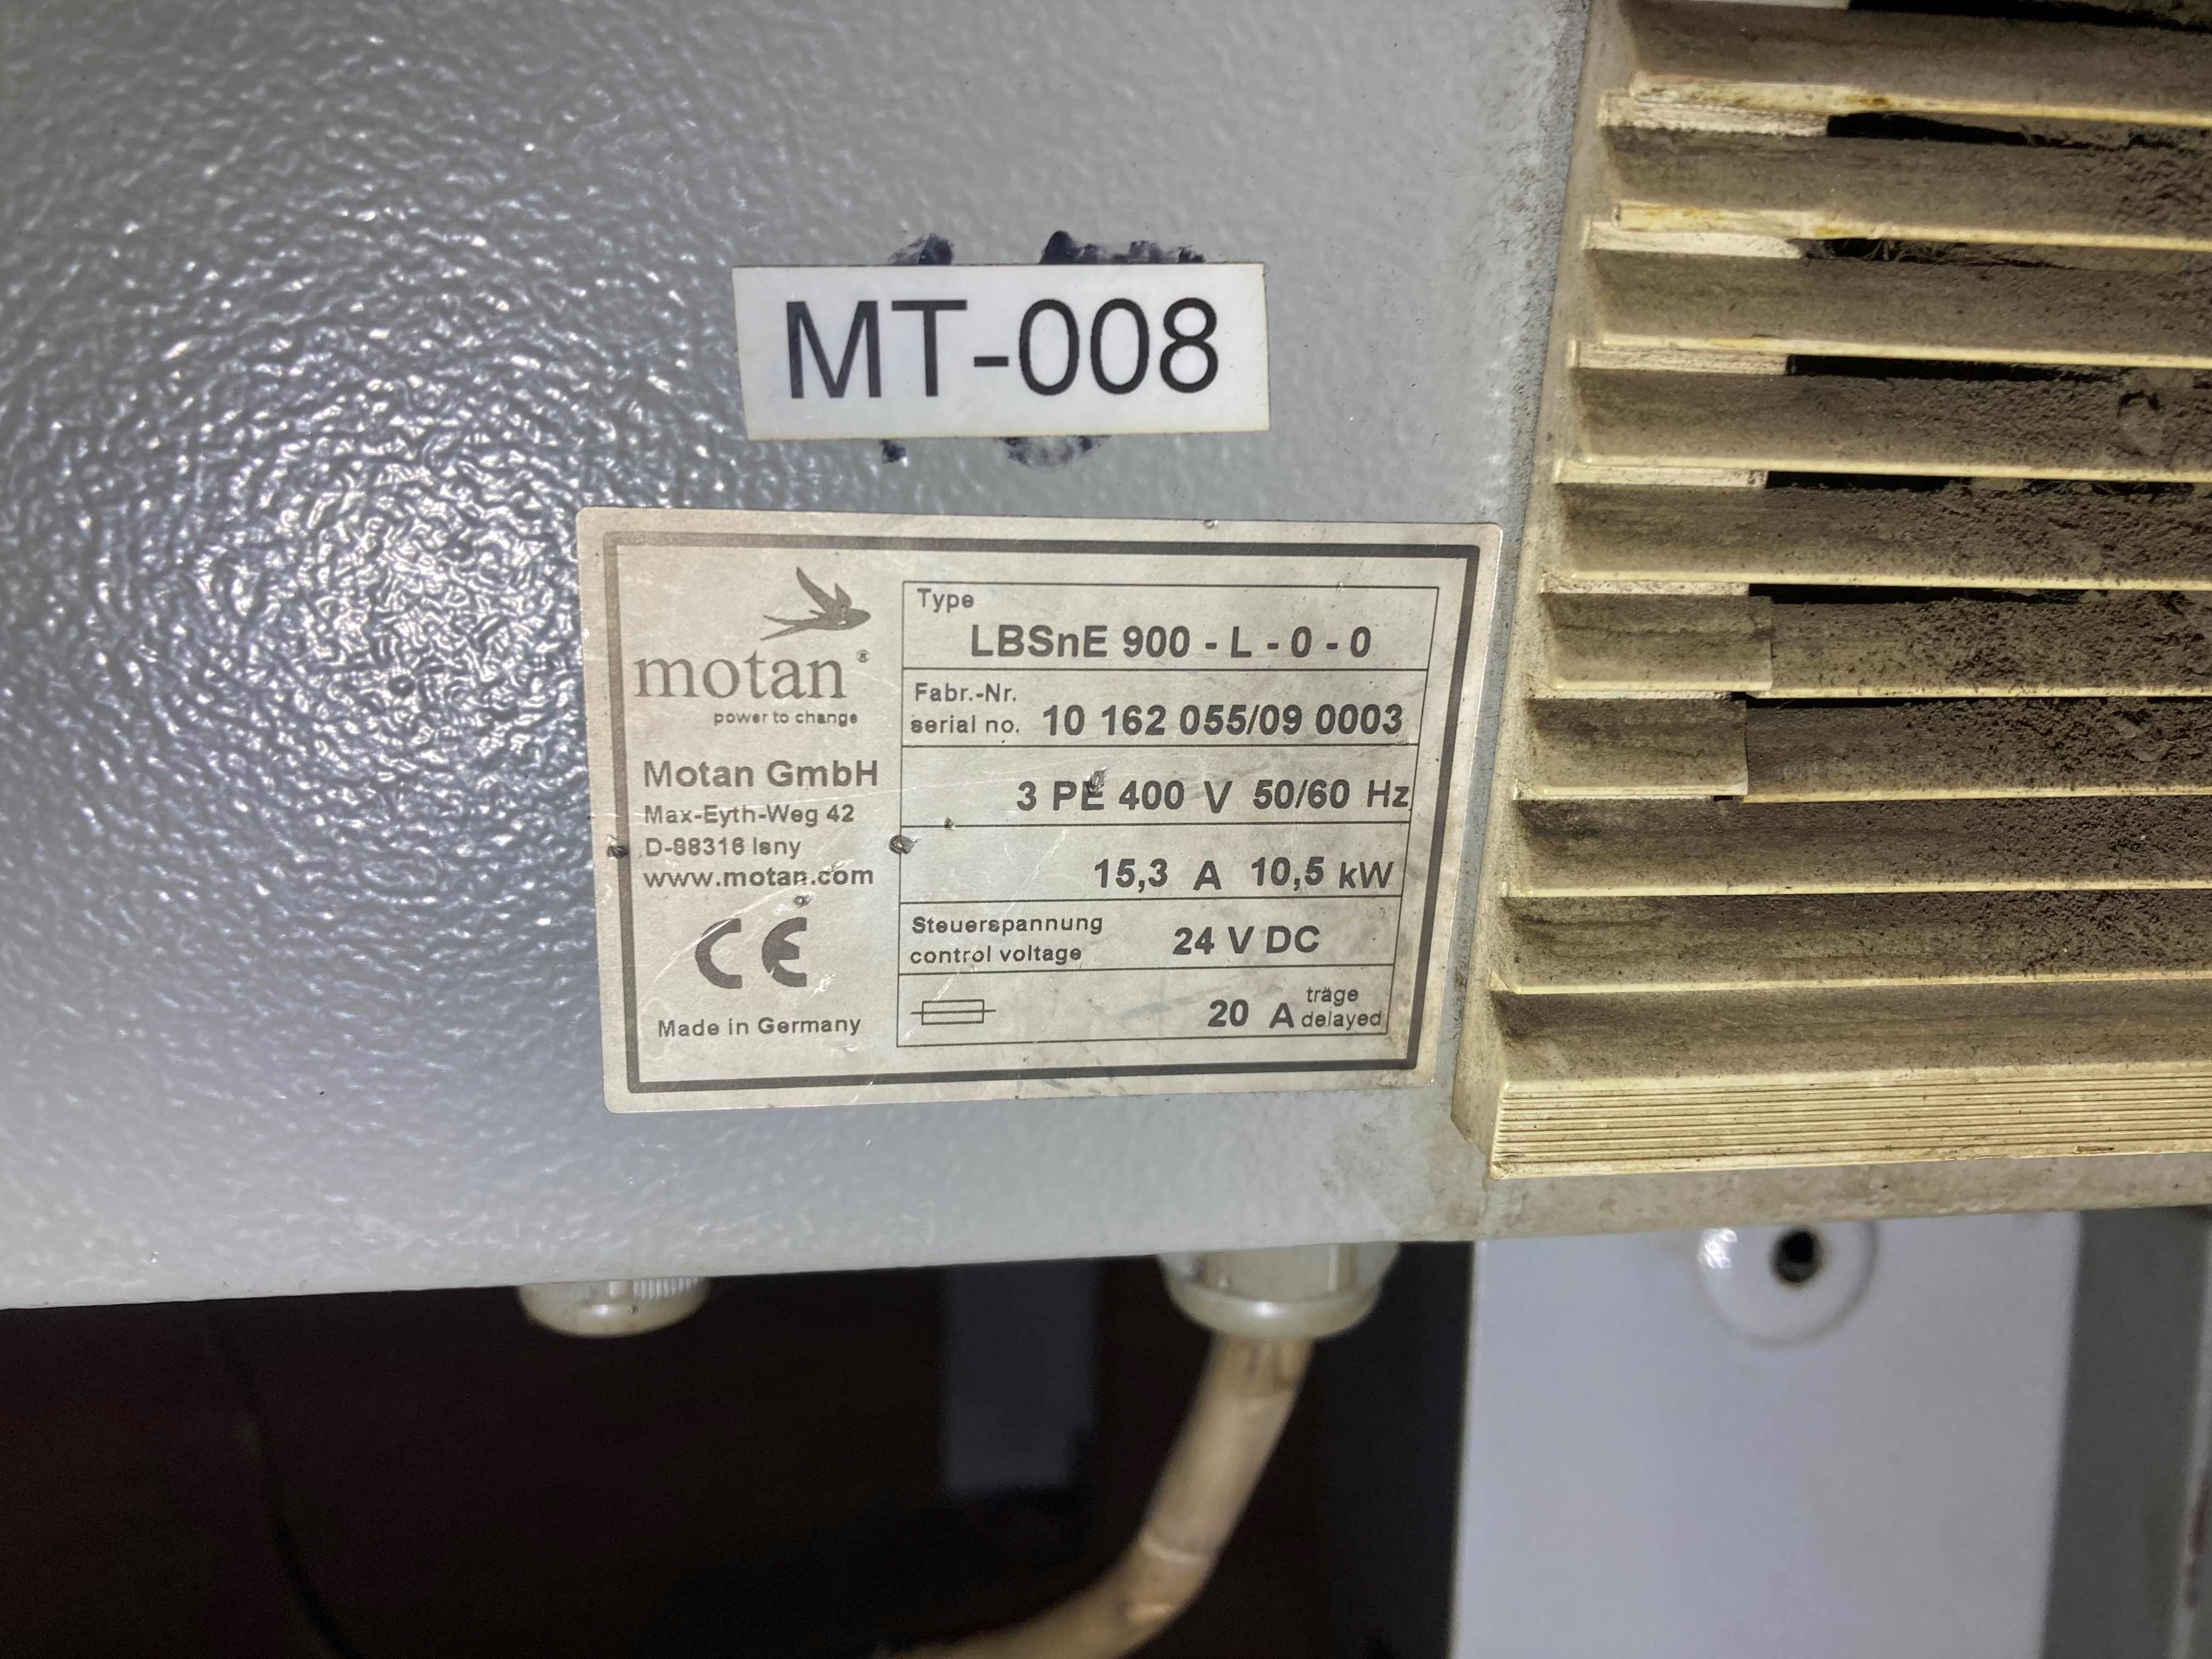 MT-008
motan®
power to change
Motan GmbH
Max-Eyth-Weg 42
D-88316 Isny
www.motan.com
CE
Made in Germany
Type
LBSnE 900 - L - 0 - 0
Fabr.-Nr.
serial no. 10 162 055/09 0003
3 PE 400 V 50/60 Hz
15,3 A 10,5 kW
Steuerspannung
control voltage 24 V DC
20 A träge
delayed